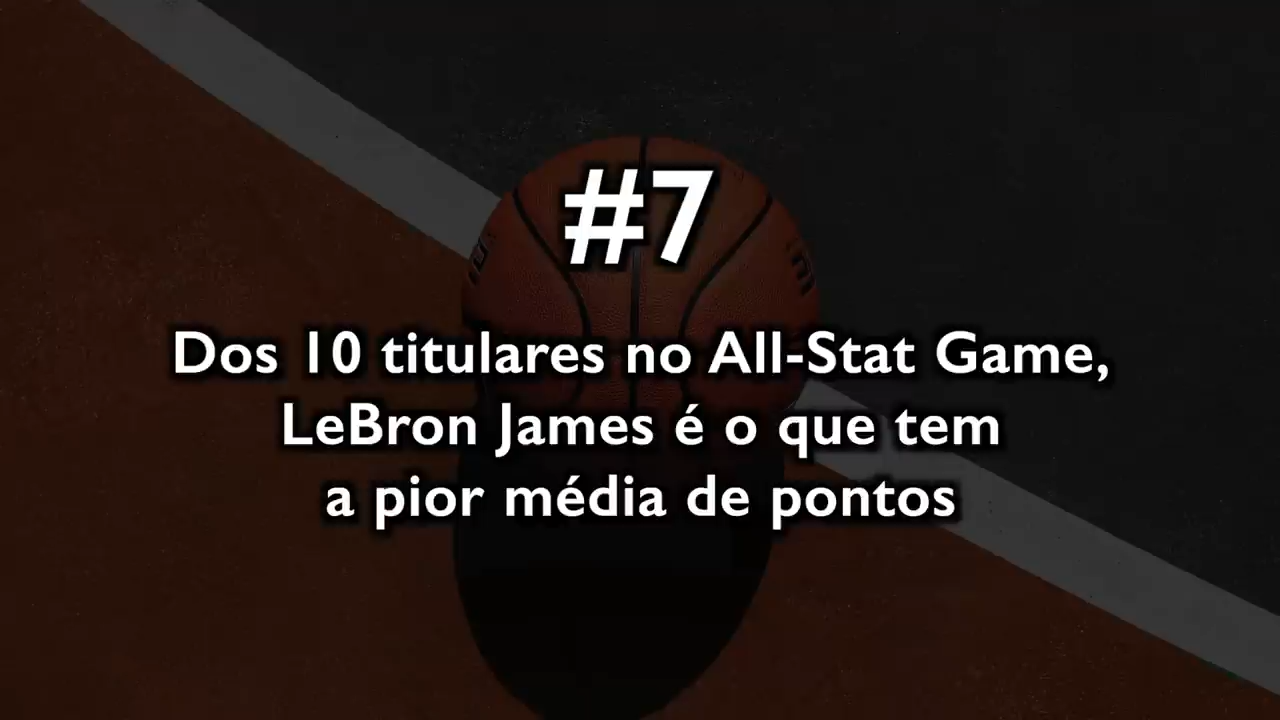 #7
Dos 10 titulares no All-Stat Game,
LeBron James é o que tem
a pior média de pontos